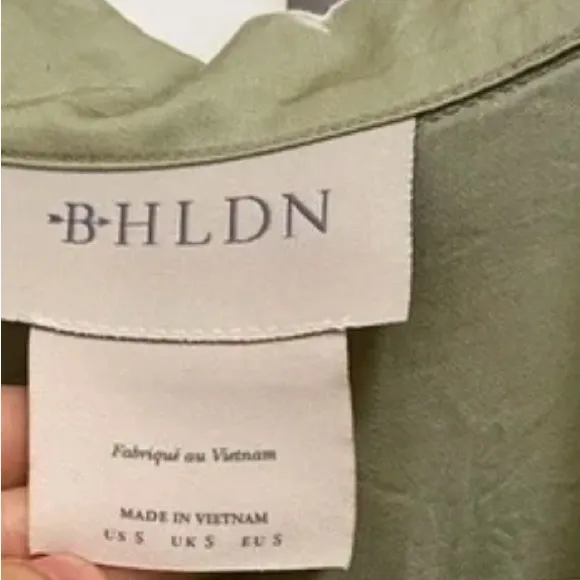 BHLDN
Fabriqué au Vietnam
MADE IN VIETNAM
US S UK S EU S